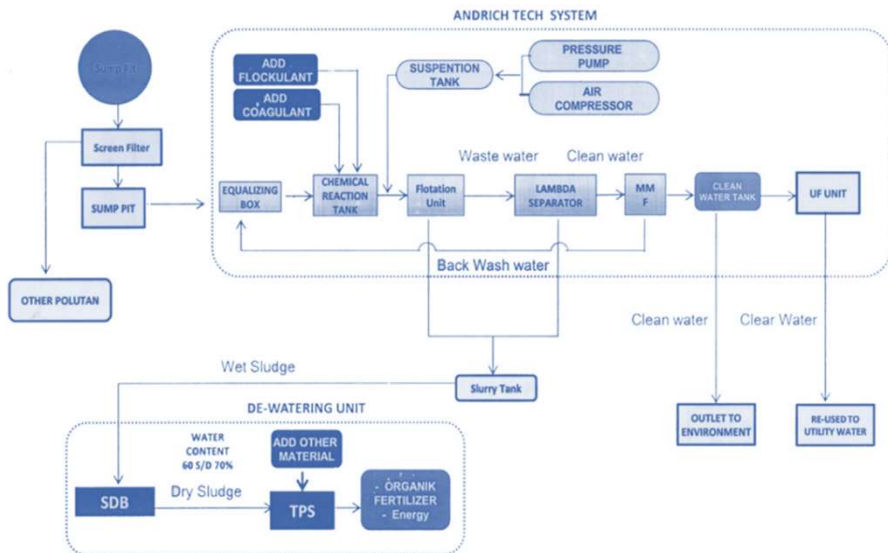 ANDRICH TECH SYSTEM
Sump Pit
Screen Filter
SUMP PIT
OTHER POLUTAN
ADD
FLOCKULANT
ADD
COAGULANT
SUSPENTION
TANK
PRESSURE
PUMP
AIR
COMPRESSOR
Waste water
Clean water
EQUALIZING
BOX
CHEMICAL
REACTION
TANK
Flotation
Unit
LAMBDA
SEPARATOR
MM
F
CLEAN
WATER TANK
UF UNIT
Back Wash water
Clean water
Clear Water
Wet Sludge
Slurry Tank
OUTLET TO
ENVIRONMENT
RE-USED TO
UTILITY WATER
DE-WATERING UNIT
WATER
CONTENT
60 S/D 70%
ADD OTHER
MATERIAL
SDB
Dry Sludge
TPS
- ORGANIK
FERTILIZER
- Energy